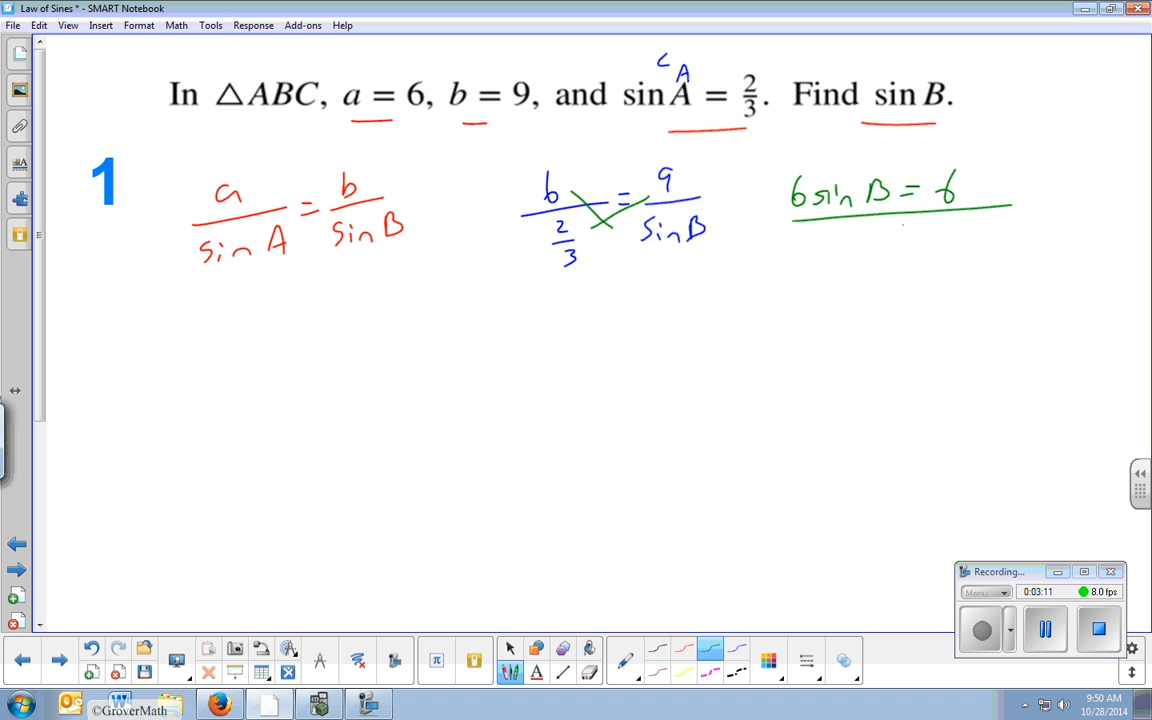 Law of Sines * - SMART Notebook
File Edit View Insert Format Math Tools Response Add-ons Help
C A
In △ABC, a = 6, b = 9, and sin A = 2/3. Find sin B.
1
a/sin A = b/sin B
6/(2/3) = 9/sin B
6 sin B = 6
Recording...
Menu
0:03:11
8.0 fps
A
π
A
©GroverMath
9:50 AM
10/28/2014